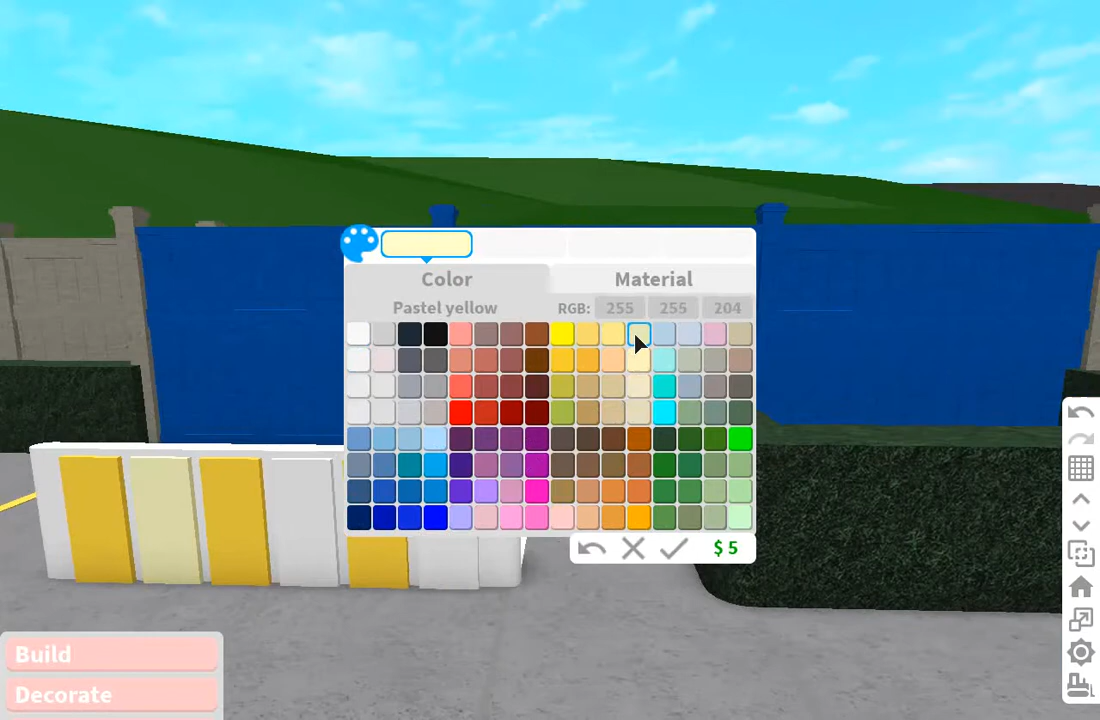 Color
Material
Pastel yellow
RGB: 255 255 204
$ 5
Build
Decorate